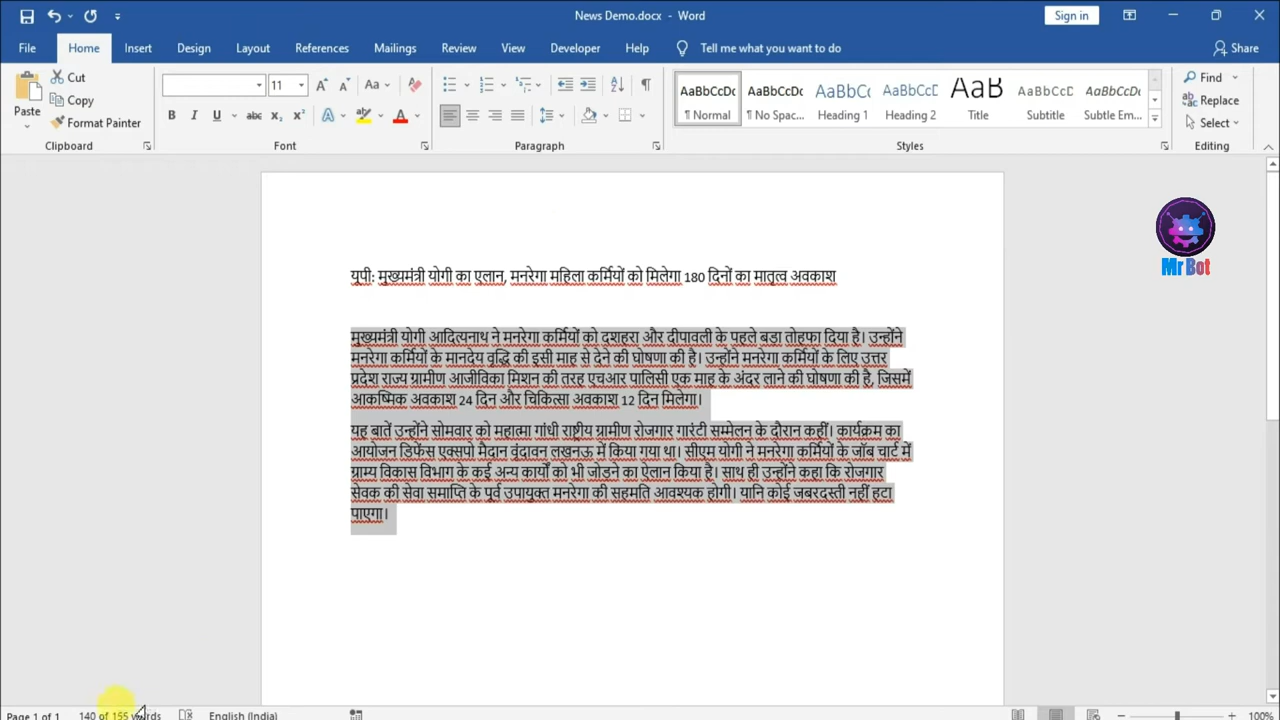 News Demo.docx - Word
Sign in
File Home Insert Design Layout References Mailings Review View Developer Help Tell me what you want to do Share
Paste
Cut
Copy
Format Painter
Clipboard
11
Font
Paragraph
AaBbCcDc ¶ Normal
AaBbCcDc ¶ No Spac...
AaBbCc Heading 1
AaBbCcD Heading 2
AaB Title
AaBbCcD Subtitle
AaBbCcDc Subtle Em...
Styles
Find
Replace
Select
Editing
Mr Bot
यूपी: मुख्यमंत्री योगी का एलान, मनरेगा महिला कर्मियों को मिलेगा 180 दिनों का मातृत्व अवकाश
मुख्यमंत्री योगी आदित्यनाथ ने मनरेगा कर्मियों को दशहरा और दीपावली के पहले बड़ा तोहफा दिया है। उन्होंने
मनरेगा कर्मियों के मानदेय वृद्धि की इसी माह से देने की घोषणा की है। उन्होंने मनरेगा कर्मियों के लिए उत्तर
प्रदेश राज्य ग्रामीण आजीविका मिशन की तरह एचआर पालिसी एक माह के अंदर लाने की घोषणा की है, जिसमें
आकष्मिक अवकाश 24 दिन और चिकित्सा अवकाश 12 दिन मिलेगा।
यह बातें उन्होंने सोमवार को महात्मा गांधी राष्ट्रीय ग्रामीण रोजगार गारंटी सम्मेलन के दौरान कहीं। कार्यक्रम का
आयोजन डिफेंस एक्सपो मैदान वृंदावन लखनऊ में किया गया था। सीएम योगी ने मनरेगा कर्मियों के जॉब चार्ट में
ग्राम्य विकास विभाग के कई अन्य कार्यों को भी जोड़ने का ऐलान किया है। साथ ही उन्होंने कहा कि रोजगार
सेवक की सेवा समाप्ति के पूर्व उपायुक्त मनरेगा की सहमति आवश्यक होगी। यानि कोई जबरदस्ती नहीं हटा
पाएगा।
Page 1 of 1 140 of 155 words English (India) 100%